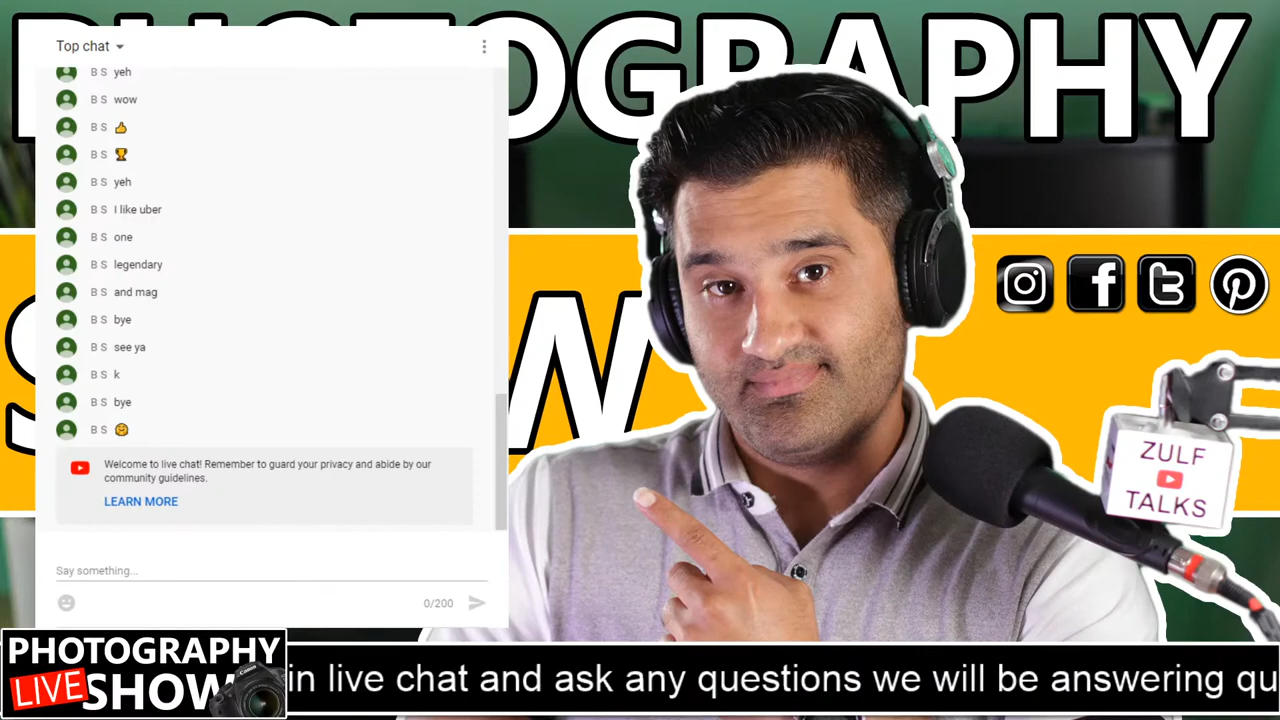 PHOTOGRAPHY
Top chat
B S yeh
B S wow
B S 👍
B S 🏆
B S yeh
B S I like uber
B S one
B S legendary
B S and mag
B S bye
B S see ya
B S k
B S bye
B S 🤗
Welcome to live chat! Remember to guard your privacy and abide by our
community guidelines.
LEARN MORE
Say something...
0/200
ZULF
TALKS
PHOTOGRAPHY
LIVE SHOW
Canon
in live chat and ask any questions we will be answering qu